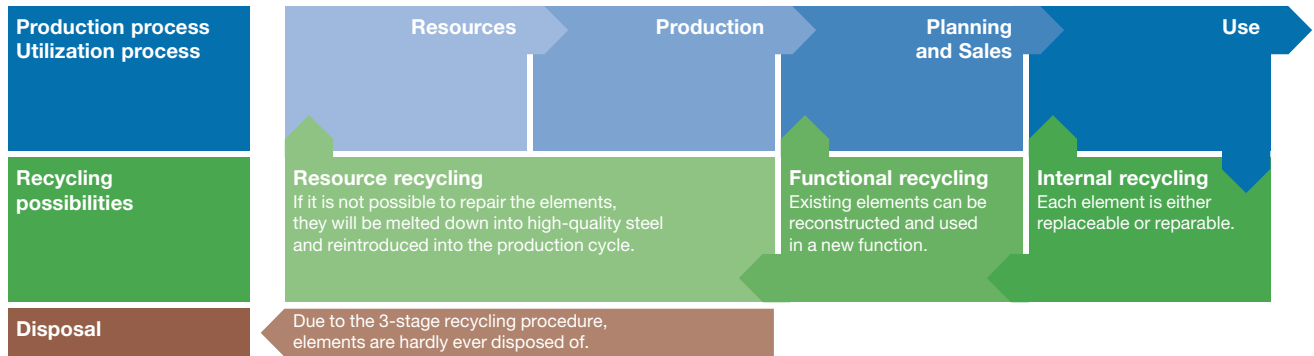 Production process
Utilization process
Resources
Production
Planning
and Sales
Use
Recycling
possibilities
Resource recycling
If it is not possible to repair the elements,
they will be melted down into high-quality steel
and reintroduced into the production cycle.
Functional recycling
Existing elements can be
reconstructed and used
in a new function.
Internal recycling
Each element is either
replaceable or reparable.
Disposal
Due to the 3-stage recycling procedure,
elements are hardly ever disposed of.